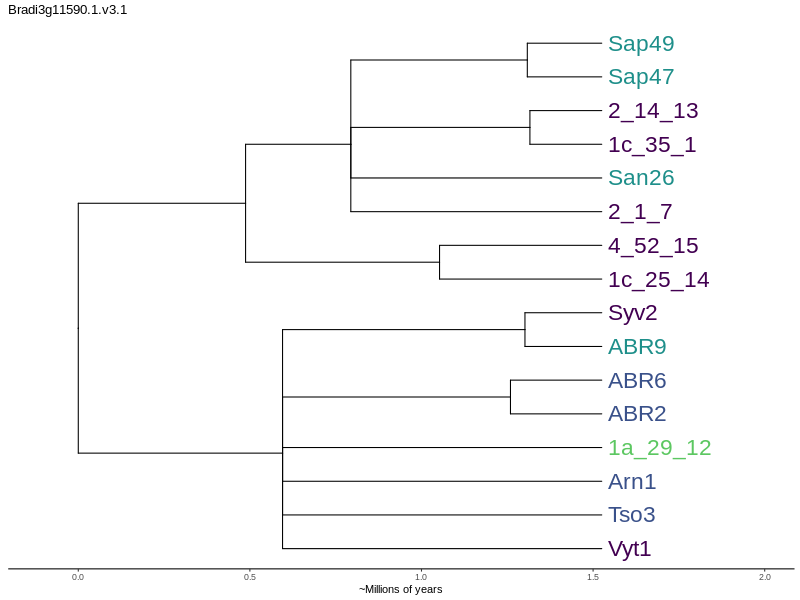 Bradi3g11590.1.v3.1
Sap49
Sap47
2_14_13
1c_35_1
San26
2_1_7
4_52_15
1c_25_14
Syv2
ABR9
ABR6
ABR2
1a_29_12
Arn1
Tso3
Vyt1
0.0 0.5 1.0 1.5 2.0
~Millions of years